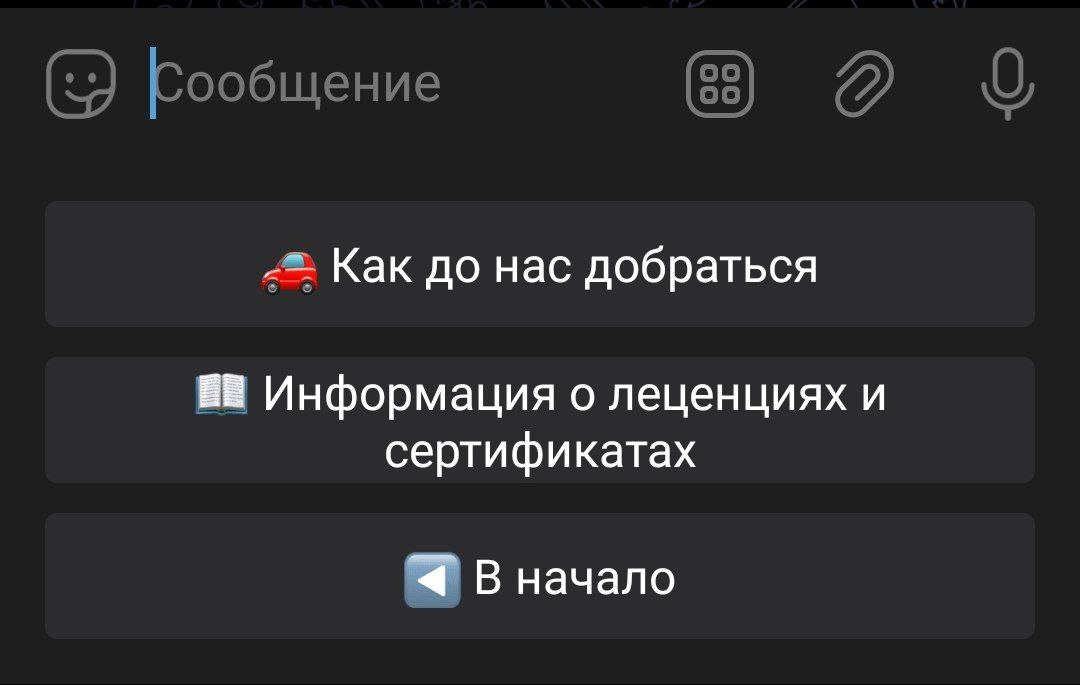 Сообщение
🚗 Как до нас добраться
📖 Информация о леценциях и
сертификатах
◀️ В начало